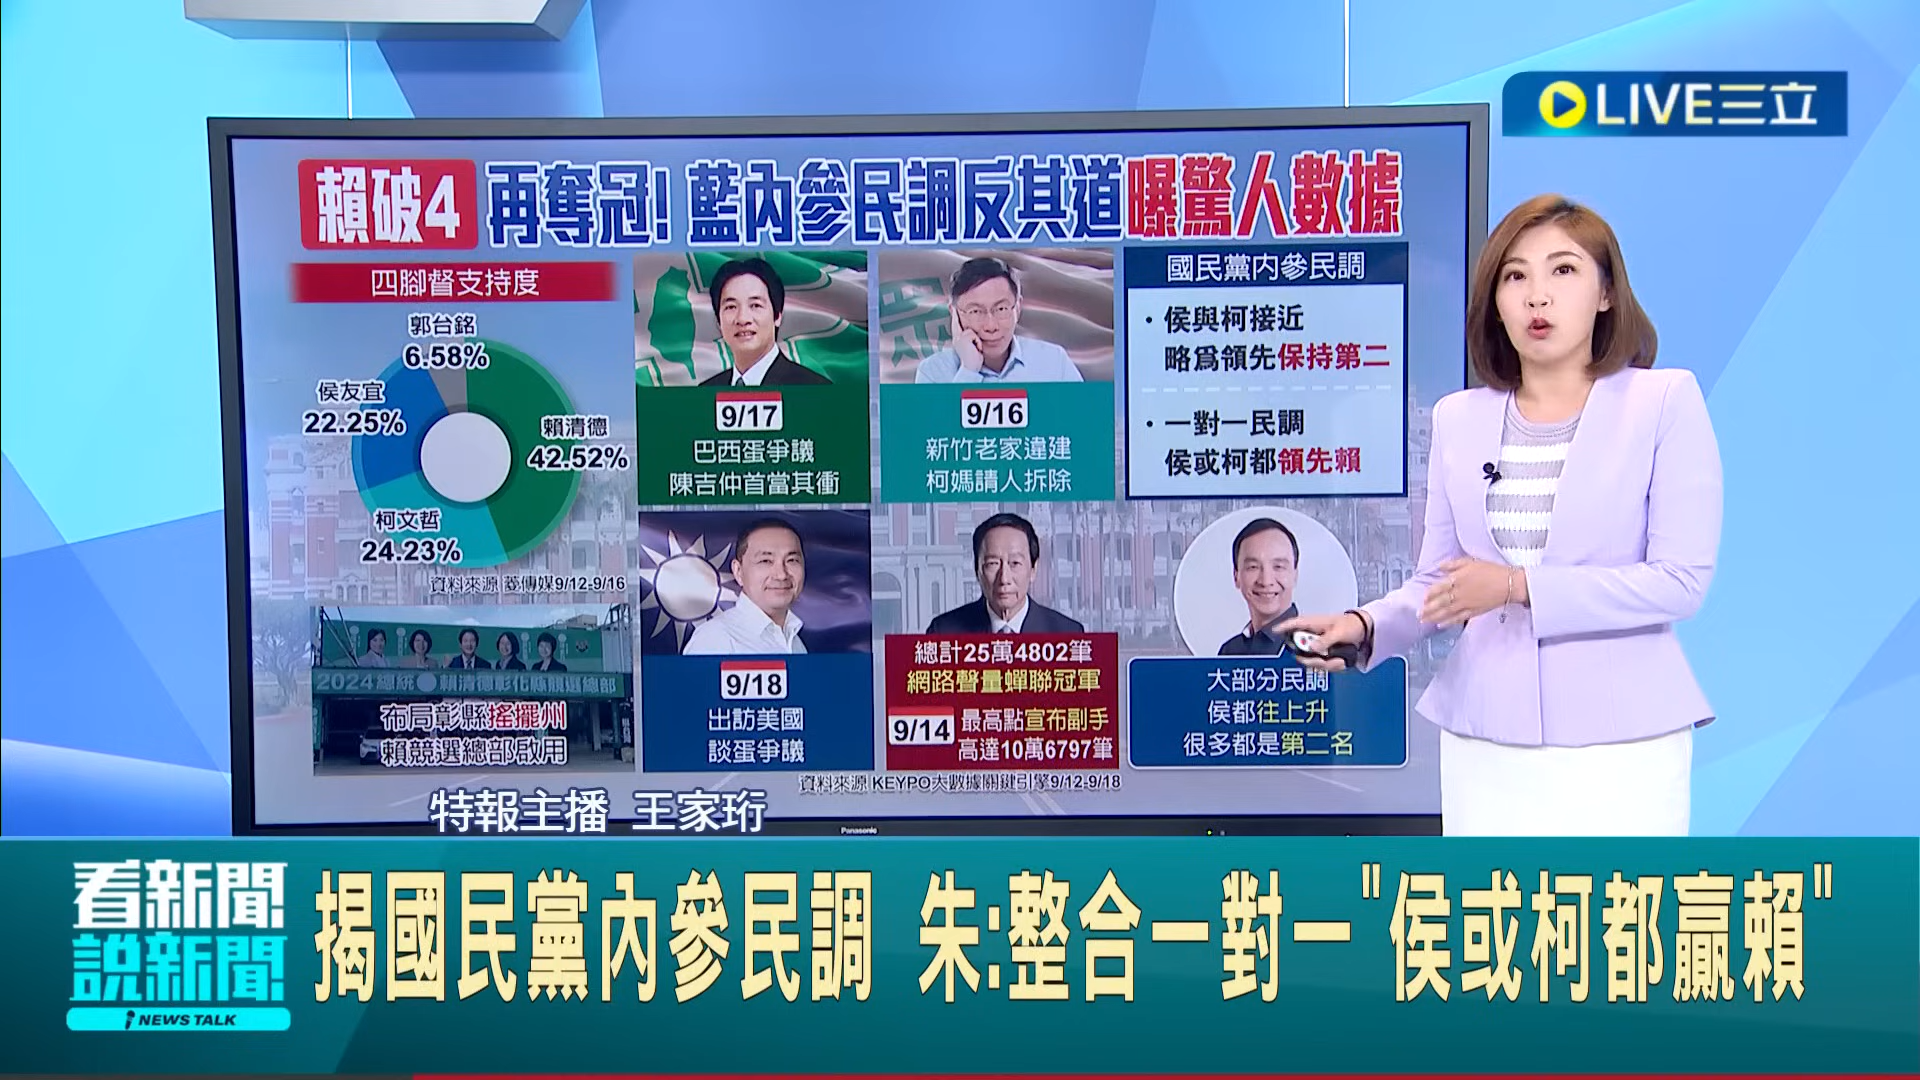 LIVE三立
賴破4 再奪冠! 藍內參民調反其道曝驚人數據
四腳督支持度
郭台銘
6.58%
侯友宜
22.25%
賴清德
42.52%
柯文哲
24.23%
資料來源 菱傳媒9/12-9/16
9/17
巴西蛋爭議
陳吉仲首當其衝
9/16
新竹老家違建
柯媽請人拆除
國民黨內參民調
・侯與柯接近
略為領先保持第二
・一對一民調
侯或柯都領先賴
2024總統 賴清德彰化縣競選總部
布局彰縣搖擺州
賴競選總部啟用
9/18
出訪美國
談蛋爭議
總計25萬4802筆
網路聲量蟬聯冠軍
9/14 最高點宣布副手
高達10萬6797筆
大部分民調
侯都往上升
很多都是第二名
資料來源 KEYPO大數據關鍵引擎9/12-9/18
Panasonic
特報主播 王家珩
看新聞
說新聞
iNEWS TALK
揭國民黨內參民調 朱:整合一對一"侯或柯都贏賴"